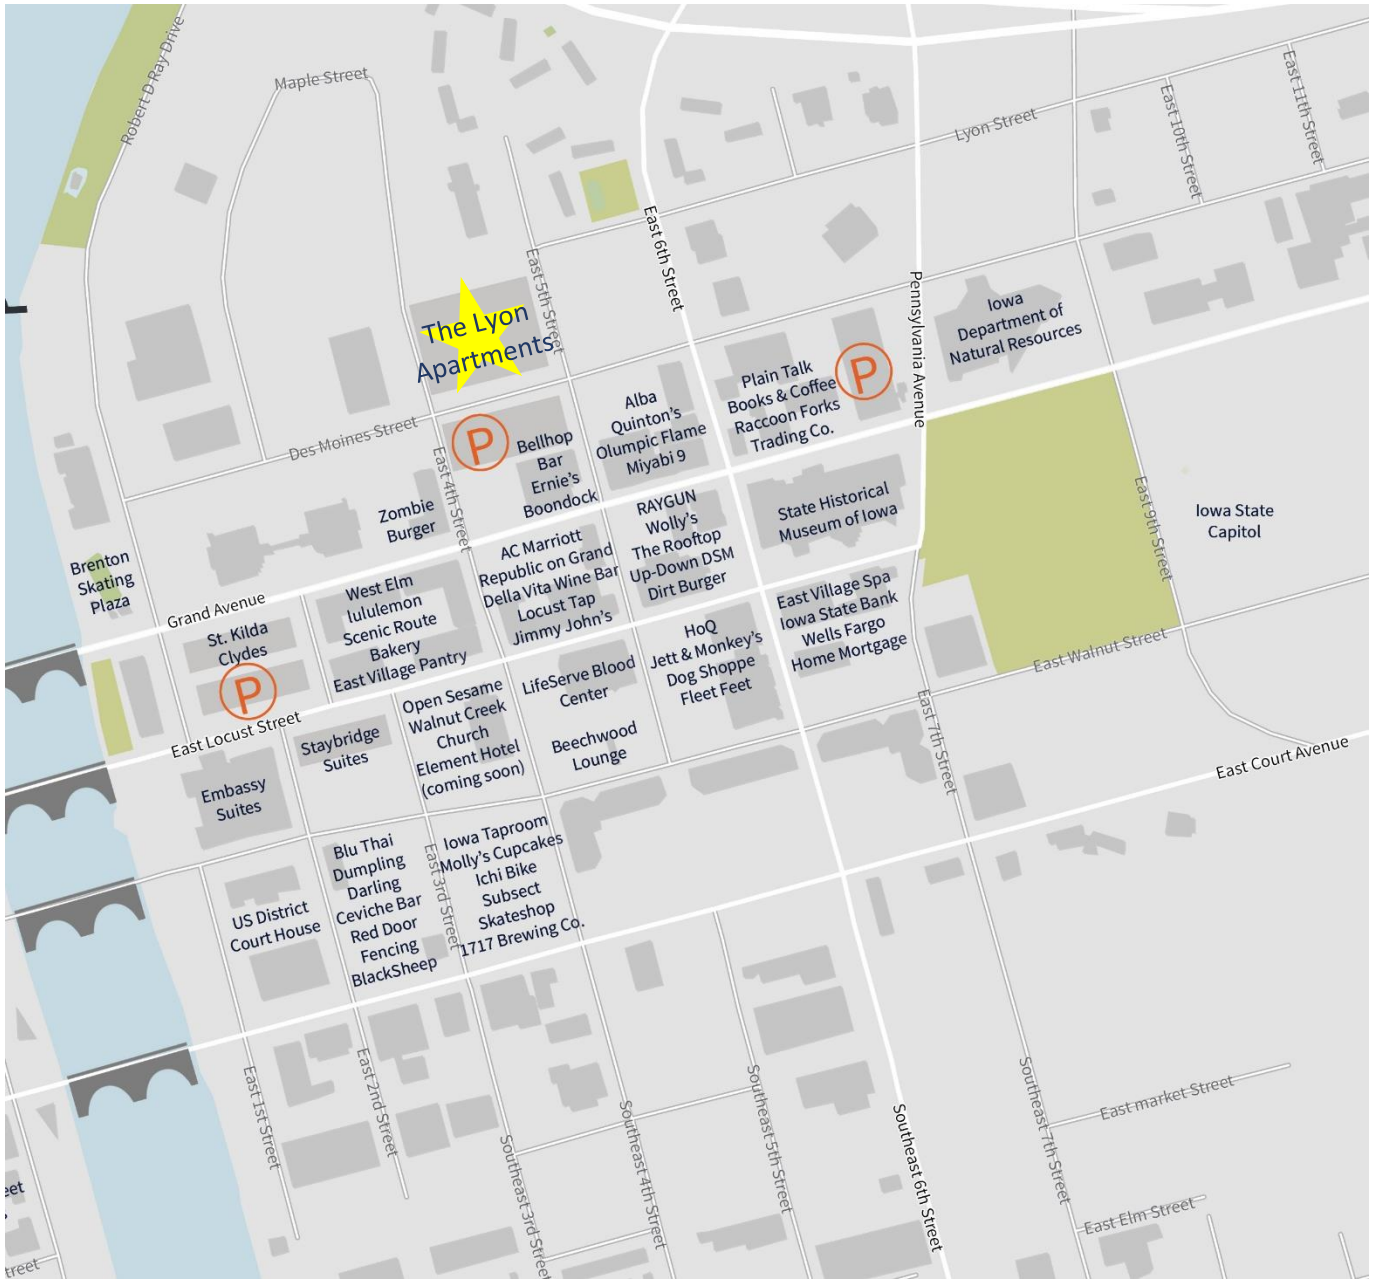 Robert D Ray Drive
Maple Street
Lyon Street
East 10th Street
East 11th Street
East 6th Street
East 5th Street
Pennsylvania Avenue
The Lyon
Apartments
Iowa
Department of
Natural Resources
Des Moines Street
P
Bellhop
Bar
Ernie's
Boondock
Alba
Quinton's
Olumpic Flame
Miyabi 9
Plain Talk
Books & Coffee
Raccoon Forks
Trading Co.
P
East 4th Street
Zombie
Burger
AC Marriott
Republic on Grand
Della Vita Wine Bar
Locust Tap
Jimmy John's
RAYGUN
Wolly's
The Rooftop
Up-Down DSM
Dirt Burger
State Historical
Museum of Iowa
East 9th Street
Iowa State
Capitol
Brenton
Skating
Plaza
Grand Avenue
St. Kilda
Clydes
P
West Elm
lululemon
Scenic Route
Bakery
East Village Pantry
East Village Spa
Iowa State Bank
Wells Fargo
Home Mortgage
HoQ
Jett & Monkey's
Dog Shoppe
Fleet Feet
East Walnut Street
East Locust Street
Staybridge
Suites
Open Sesame
Walnut Creek
Church
Element Hotel
(coming soon)
LifeServe Blood
Center
Beechwood
Lounge
East 7th Street
East Court Avenue
Embassy
Suites
US District
Court House
Blu Thai
Dumpling
Darling
Ceviche Bar
Red Door
Fencing
BlackSheep
East 3rd Street
Iowa Taproom
Molly's Cupcakes
Ichi Bike
Subsect
Skateshop
1717 Brewing Co.
East 1st Street
East 2nd Street
Southeast 3rd Street
Southeast 4th Street
Southeast 5th Street
Southeast 6th Street
Southeast 7th Street
East market Street
East Elm Street
eet
treet